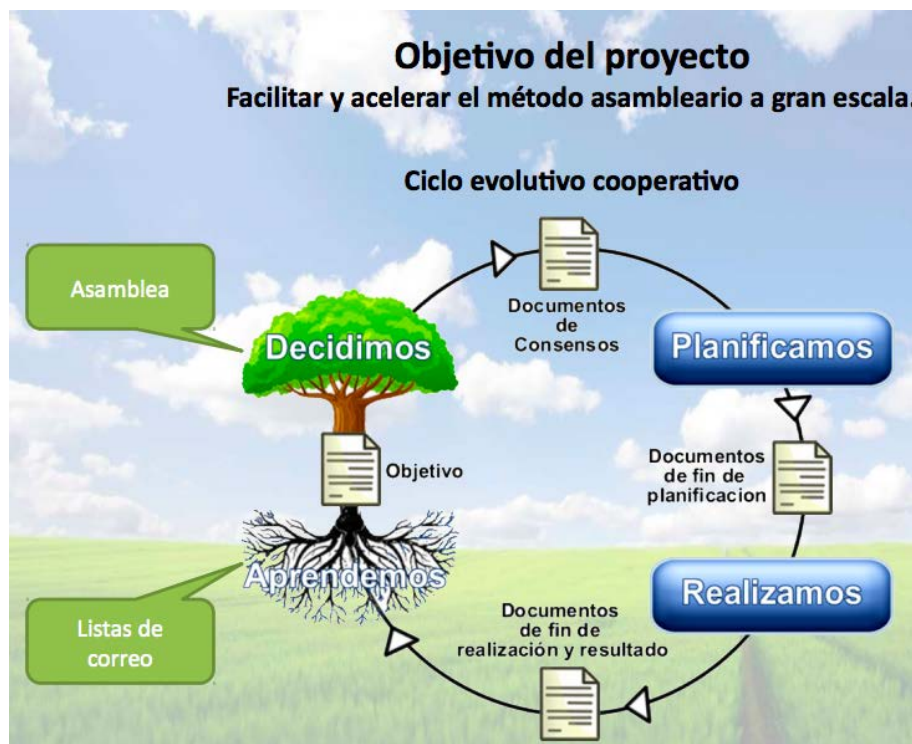 Objetivo del proyecto
Facilitar y acelerar el método asambleario a gran escala.
Ciclo evolutivo cooperativo
Asamblea
Decidimos
Documentos
de
Consensos
Planificamos
Objetivo
Documentos
de fin de
planificacion
Aprendemos
Realizamos
Listas de
correo
Documentos
de fin de
realización y resultado